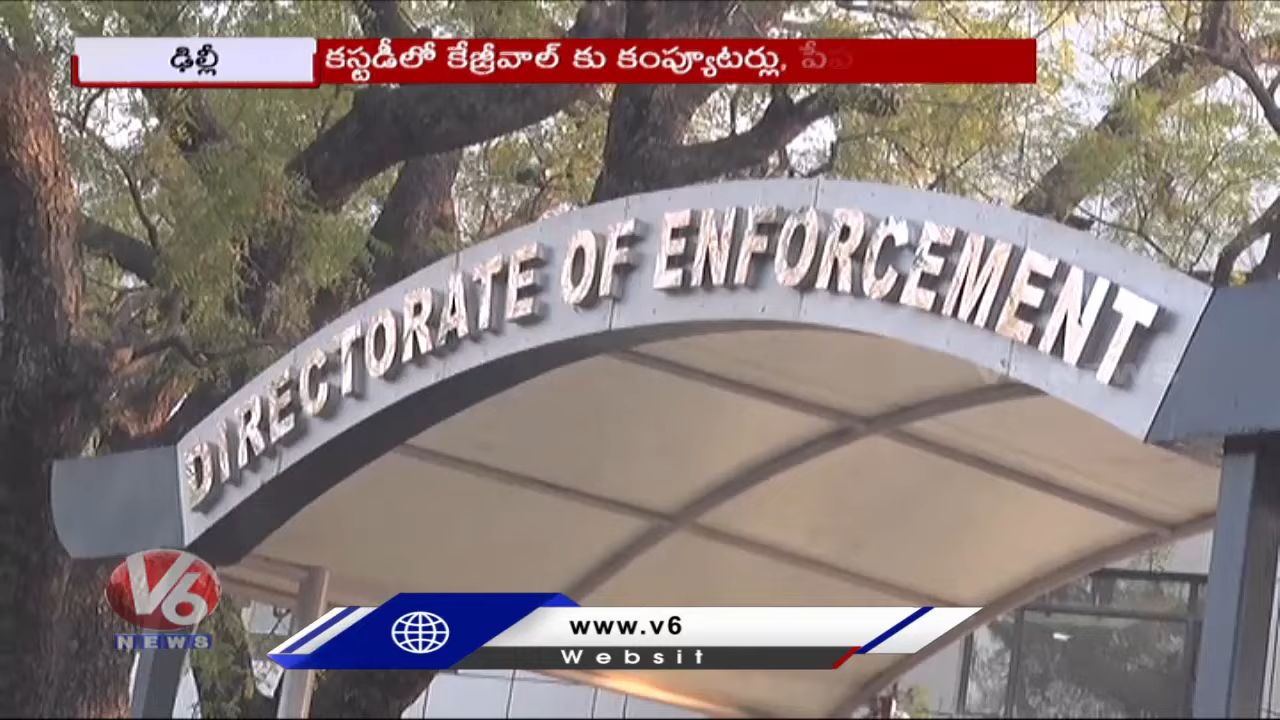 ఢిల్లీ
కస్టడీలో కేజ్రీవాల్ కు కంప్యూటర్లు,
DIRECTORATE OF ENFORCEMENT
V6
NEWS
www.v6
Websit